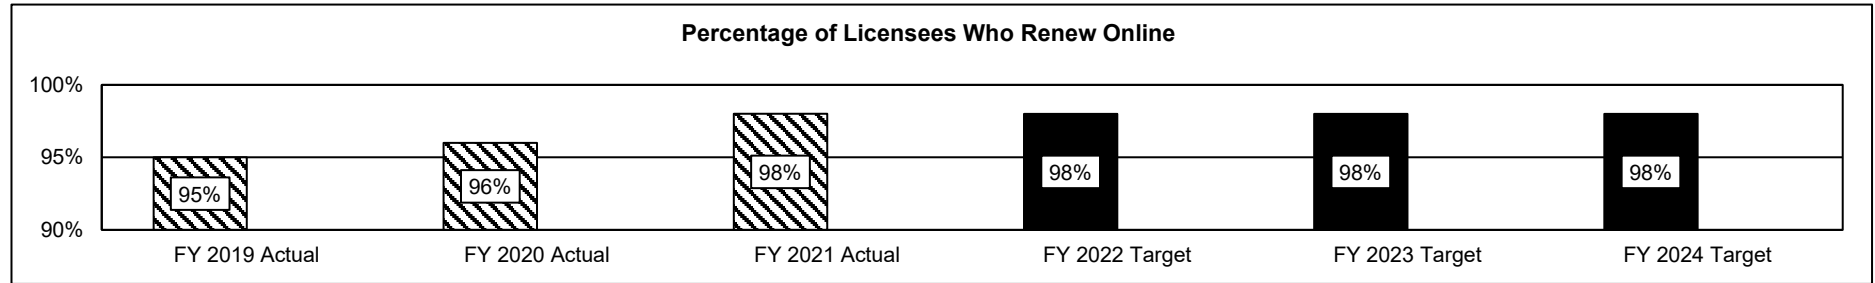 Percentage of Licensees Who Renew Online
100%
95%
90%
95%
96%
98%
98%
98%
98%
FY 2019 Actual
FY 2020 Actual
FY 2021 Actual
FY 2022 Target
FY 2023 Target
FY 2024 Target